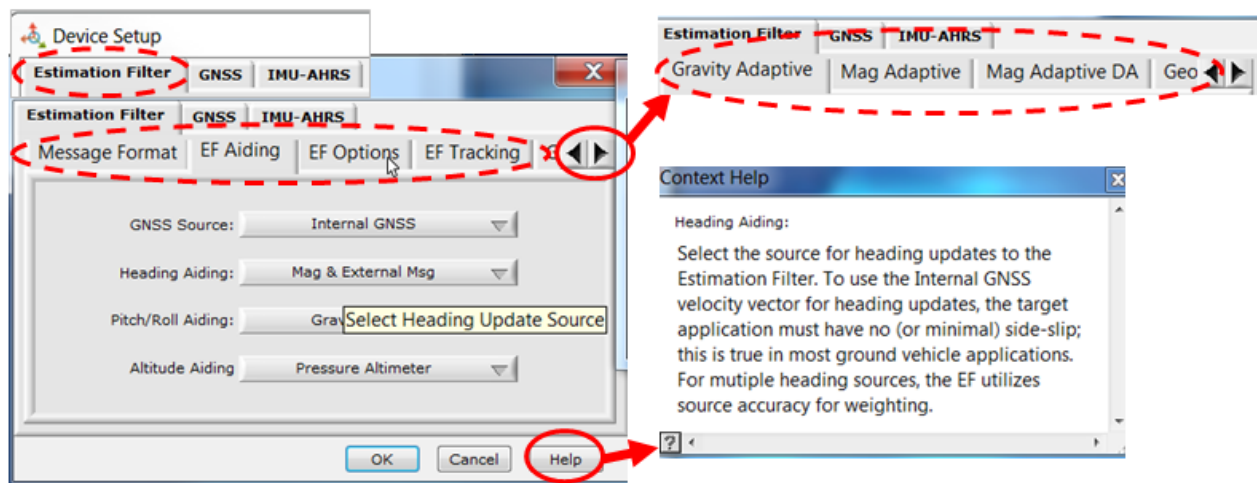 Device Setup
Estimation Filter GNSS IMU-AHRS
Estimation Filter GNSS IMU-AHRS
Message Format EF Aiding EF Options EF Tracking
GNSS Source: Internal GNSS
Heading Aiding: Mag & External Msg
Pitch/Roll Aiding: Grav
Select Heading Update Source
Altitude Aiding Pressure Altimeter
OK Cancel Help
Estimation Filter GNSS IMU-AHRS
Gravity Adaptive Mag Adaptive Mag Adaptive DA Geo
Context Help
Heading Aiding:
Select the source for heading updates to the
Estimation Filter. To use the Internal GNSS
velocity vector for heading updates, the target
application must have no (or minimal) side-slip;
this is true in most ground vehicle applications.
For mutiple heading sources, the EF utilizes
source accuracy for weighting.
?